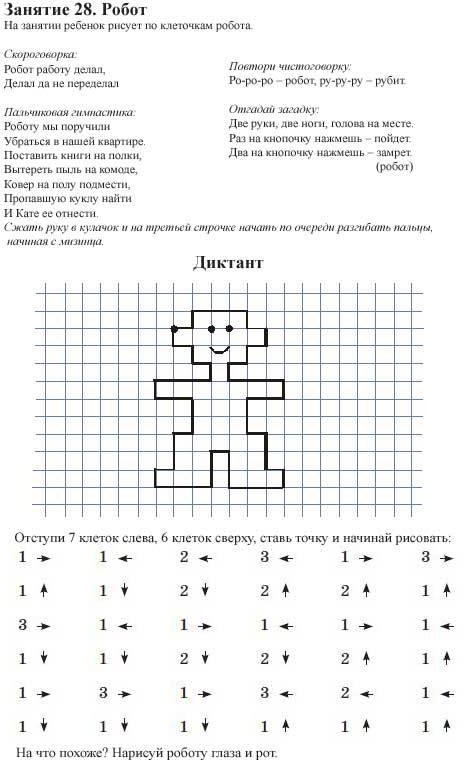 Занятие 28. Робот
На занятии ребенок рисует по клеточкам робота.
Скороговорка:
Робот работу делал,
Делал да не переделал
Повтори чистоговорку:
Ро-ро-ро – робот, ру-ру-ру – рубит.
Пальчиковая гимнастика:
Роботу мы поручили
Убраться в нашей квартире.
Поставить книги на полки,
Вытереть пыль на комоде,
Ковер на полу подмести,
Пропавшую куклу найти
И Кате ее отнести.
Отгадай загадку:
Две руки, две ноги, голова на месте.
Раз на кнопочку нажмешь – пойдет.
Два на кнопочку нажмешь – замрет.
(робот)
Сжать руку в кулачок и на третьей строчке начать по очереди разгибать пальцы,
начиная с мизинца.
Диктант
Отступи 7 клеток слева, 6 клеток сверху, ставь точку и начинай рисовать:
1 → 1 ← 2 ← 3 ← 1 → 3 →
1 ↑ 1 ↓ 2 ↓ 2 ↑ 2 ↑ 1 ↑
3 → 1 ← 1 → 1 ← 1 → 1 ←
1 ↓ 1 ↓ 2 ↓ 2 ↓ 2 ↑ 1 ↑
1 → 3 → 1 → 3 ← 2 ← 1 ←
1 ↓ 1 ↓ 1 ↓ 1 ↑ 1 ↑ 1 ↑
На что похоже? Нарисуй роботу глаза и рот.